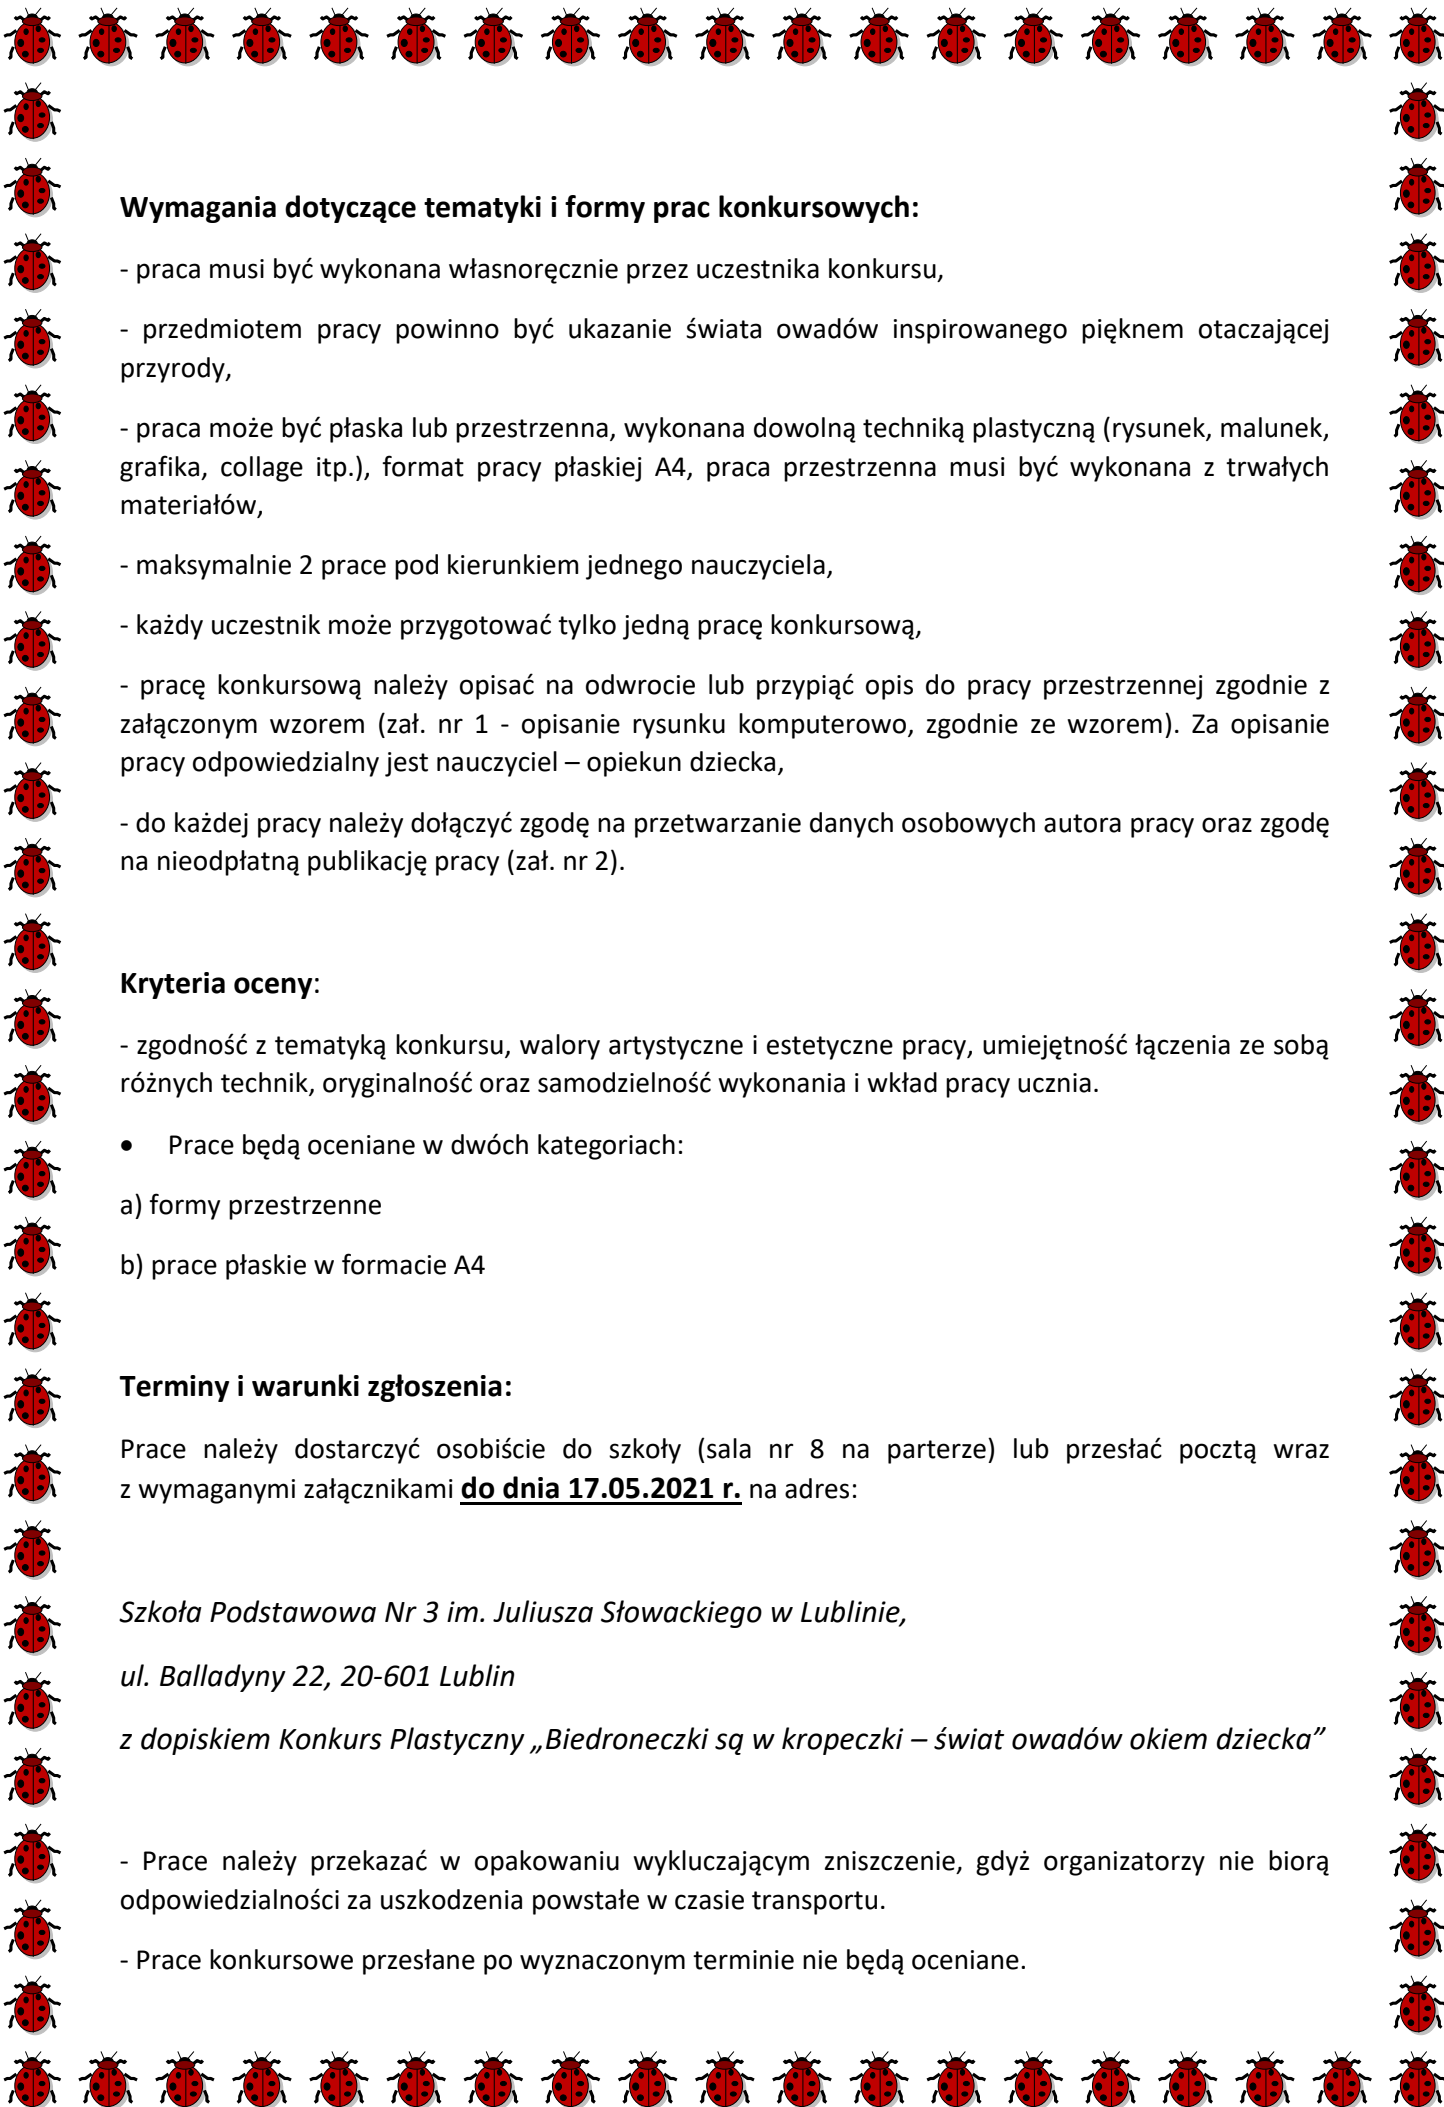 Wymagania dotyczące tematyki i formy prac konkursowych:
- praca musi być wykonana własnoręcznie przez uczestnika konkursu,
- przedmiotem pracy powinno być ukazanie świata owadów inspirowanego pięknem otaczającej
przyrody,
- praca może być płaska lub przestrzenna, wykonana dowolną techniką plastyczną (rysunek, malunek,
grafika, collage itp.), format pracy płaskiej A4, praca przestrzenna musi być wykonana z trwałych
materiałów,
- maksymalnie 2 prace pod kierunkiem jednego nauczyciela,
- każdy uczestnik może przygotować tylko jedną pracę konkursową,
- pracę konkursową należy opisać na odwrocie lub przypiąć opis do pracy przestrzennej zgodnie z
załączonym wzorem (zał. nr 1 - opisanie rysunku komputerowo, zgodnie ze wzorem). Za opisanie
pracy odpowiedzialny jest nauczyciel – opiekun dziecka,
- do każdej pracy należy dołączyć zgodę na przetwarzanie danych osobowych autora pracy oraz zgodę
na nieodpłatną publikację pracy (zał. nr 2).
Kryteria oceny:
- zgodność z tematyką konkursu, walory artystyczne i estetyczne pracy, umiejętność łączenia ze sobą
różnych technik, oryginalność oraz samodzielność wykonania i wkład pracy ucznia.
• Prace będą oceniane w dwóch kategoriach:
a) formy przestrzenne
b) prace płaskie w formacie A4
Terminy i warunki zgłoszenia:
Prace należy dostarczyć osobiście do szkoły (sala nr 8 na parterze) lub przesłać pocztą wraz
z wymaganymi załącznikami do dnia 17.05.2021 r. na adres:
Szkoła Podstawowa Nr 3 im. Juliusza Słowackiego w Lublinie,
ul. Balladyny 22, 20-601 Lublin
z dopiskiem Konkurs Plastyczny „Biedroneczki są w kropeczki – świat owadów okiem dziecka”
- Prace należy przekazać w opakowaniu wykluczającym zniszczenie, gdyż organizatorzy nie biorą
odpowiedzialności za uszkodzenia powstałe w czasie transportu.
- Prace konkursowe przesłane po wyznaczonym terminie nie będą oceniane.